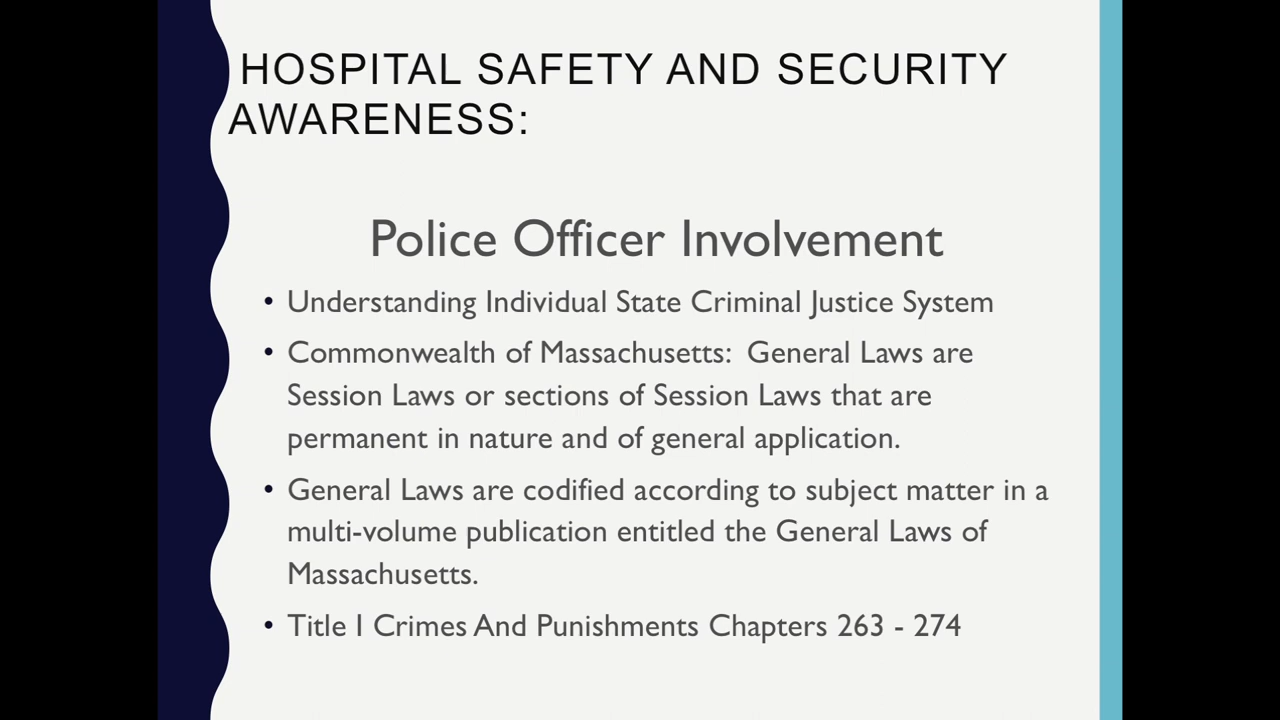 HOSPITAL SAFETY AND SECURITY
AWARENESS:
Police Officer Involvement
• Understanding Individual State Criminal Justice System
• Commonwealth of Massachusetts:  General Laws are
Session Laws or sections of Session Laws that are
permanent in nature and of general application.
• General Laws are codified according to subject matter in a
multi-volume publication entitled the General Laws of
Massachusetts.
• Title I Crimes And Punishments Chapters 263 - 274